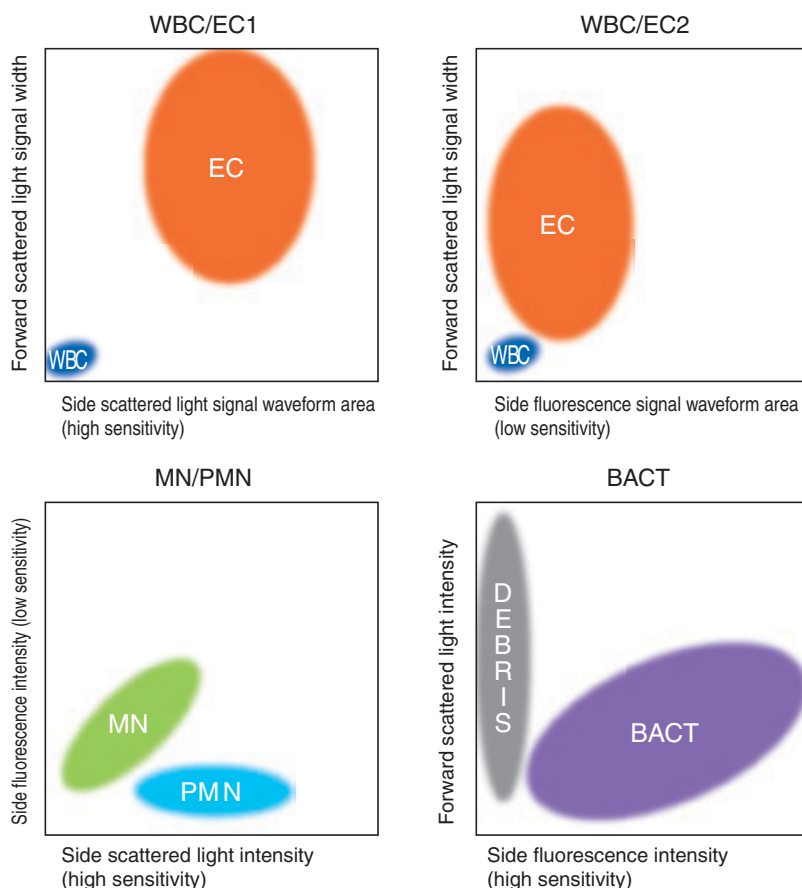 WBC/EC1
Forward scattered light signal width
EC
WBC
Side scattered light signal waveform area
(high sensitivity)
WBC/EC2
Forward scattered light signal width
EC
WBC
Side fluorescence signal waveform area
(low sensitivity)
MN/PMN
Side fluorescence intensity (low sensitivity)
MN
PMN
Side scattered light intensity
(high sensitivity)
BACT
Forward scattered light intensity
DEBRIS
BACT
Side fluorescence intensity
(high sensitivity)